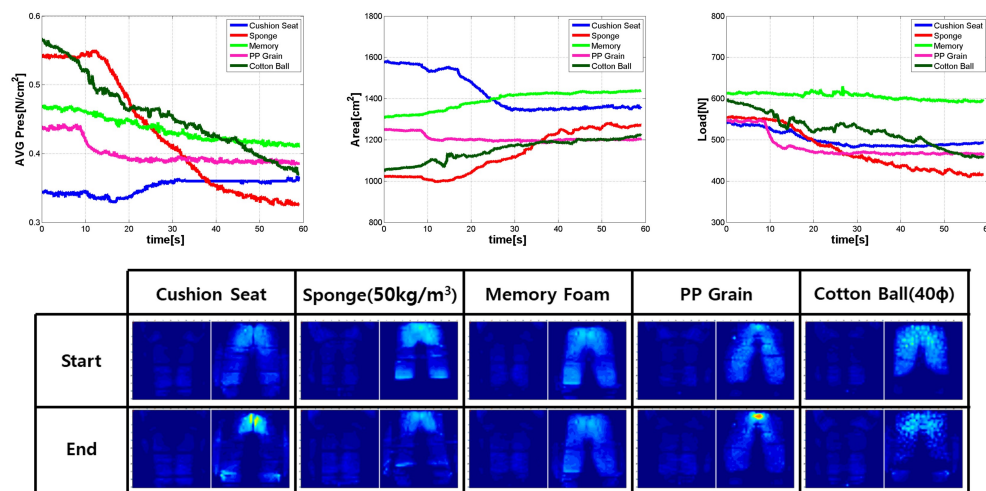 AVG Pres[N/cm²]
0.6
0.5
0.4
0.3
0 10 20 30 40 50 60
time[s]
Cushion Seat
Sponge
Memory
PP Grain
Cotton Ball
Area[m²]
1800
1600
1400
1200
1000
800
0 10 20 30 40 50 60
time[s]
Cushion Seat
Sponge
Memory
PP Grain
Cotton Ball
Load[N]
800
700
600
500
400
300
0 10 20 30 40 50 60
time[s]
Cushion Seat
Sponge
Memory
PP Grain
Cotton Ball
Cushion Seat Sponge(50kg/m³) Memory Foam PP Grain Cotton Ball(40ф)
Start
End